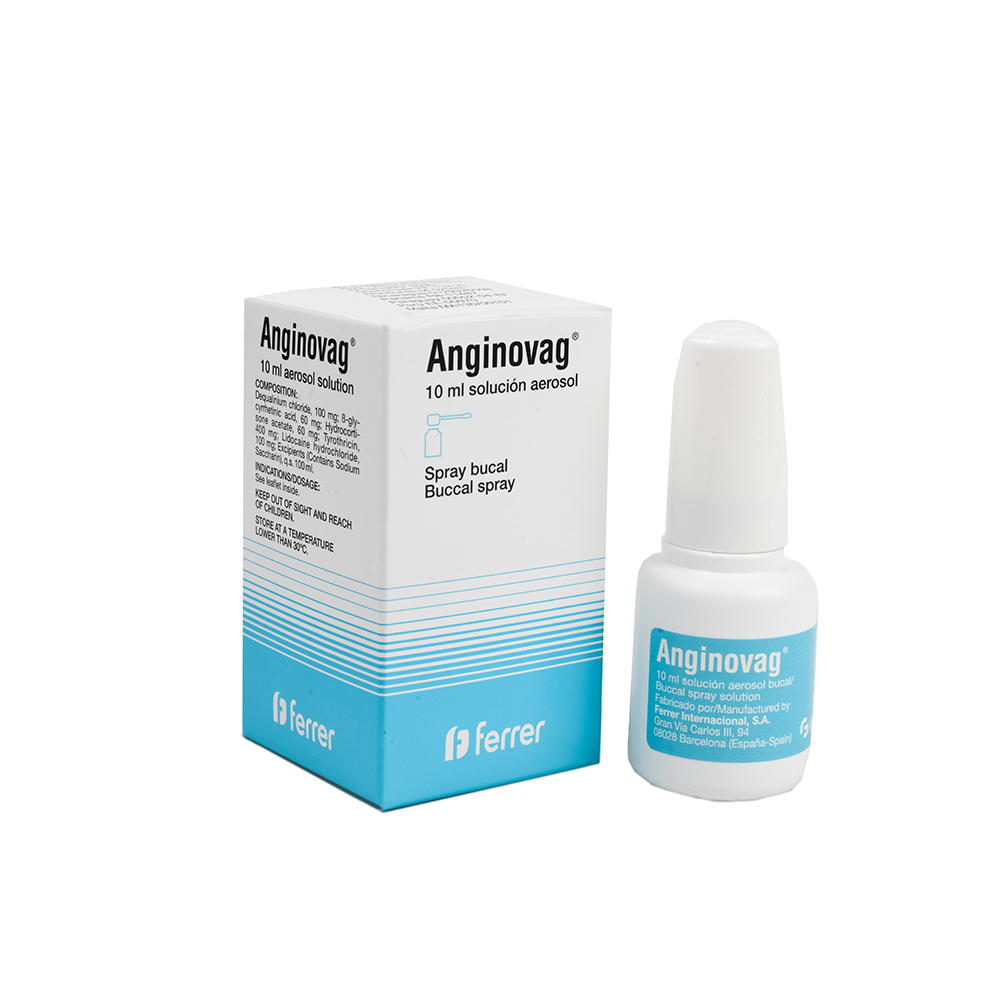 Anginovag®
10 ml aerosol solution
COMPOSITION:
Dequalinium chloride, 100 mg; ß-gly-
cyrrhetinic acid, 60 mg; Hydrocorti-
sone acetate, 60 mg; Tyrothricin,
400 mg; Lidocaine hydrochloride,
100 mg; Excipients (Contains Sodium
Saccharin), q.s. 100 ml.
INDICATIONS/DOSAGE:
See leaflet inside.
KEEP OUT OF SIGHT AND REACH
OF CHILDREN.
STORE AT A TEMPERATURE
LOWER THAN 30ºC.
ferrer
Anginovag®
10 ml solución aerosol
Spray bucal
Buccal spray
ferrer
Anginovag®
10 ml solución aerosol bucal/
Buccal spray solution
Fabricado por/Manufactured by
Ferrer Internacional, S.A.
Gran Vía Carlos III, 94
08028 Barcelona (España-Spain)